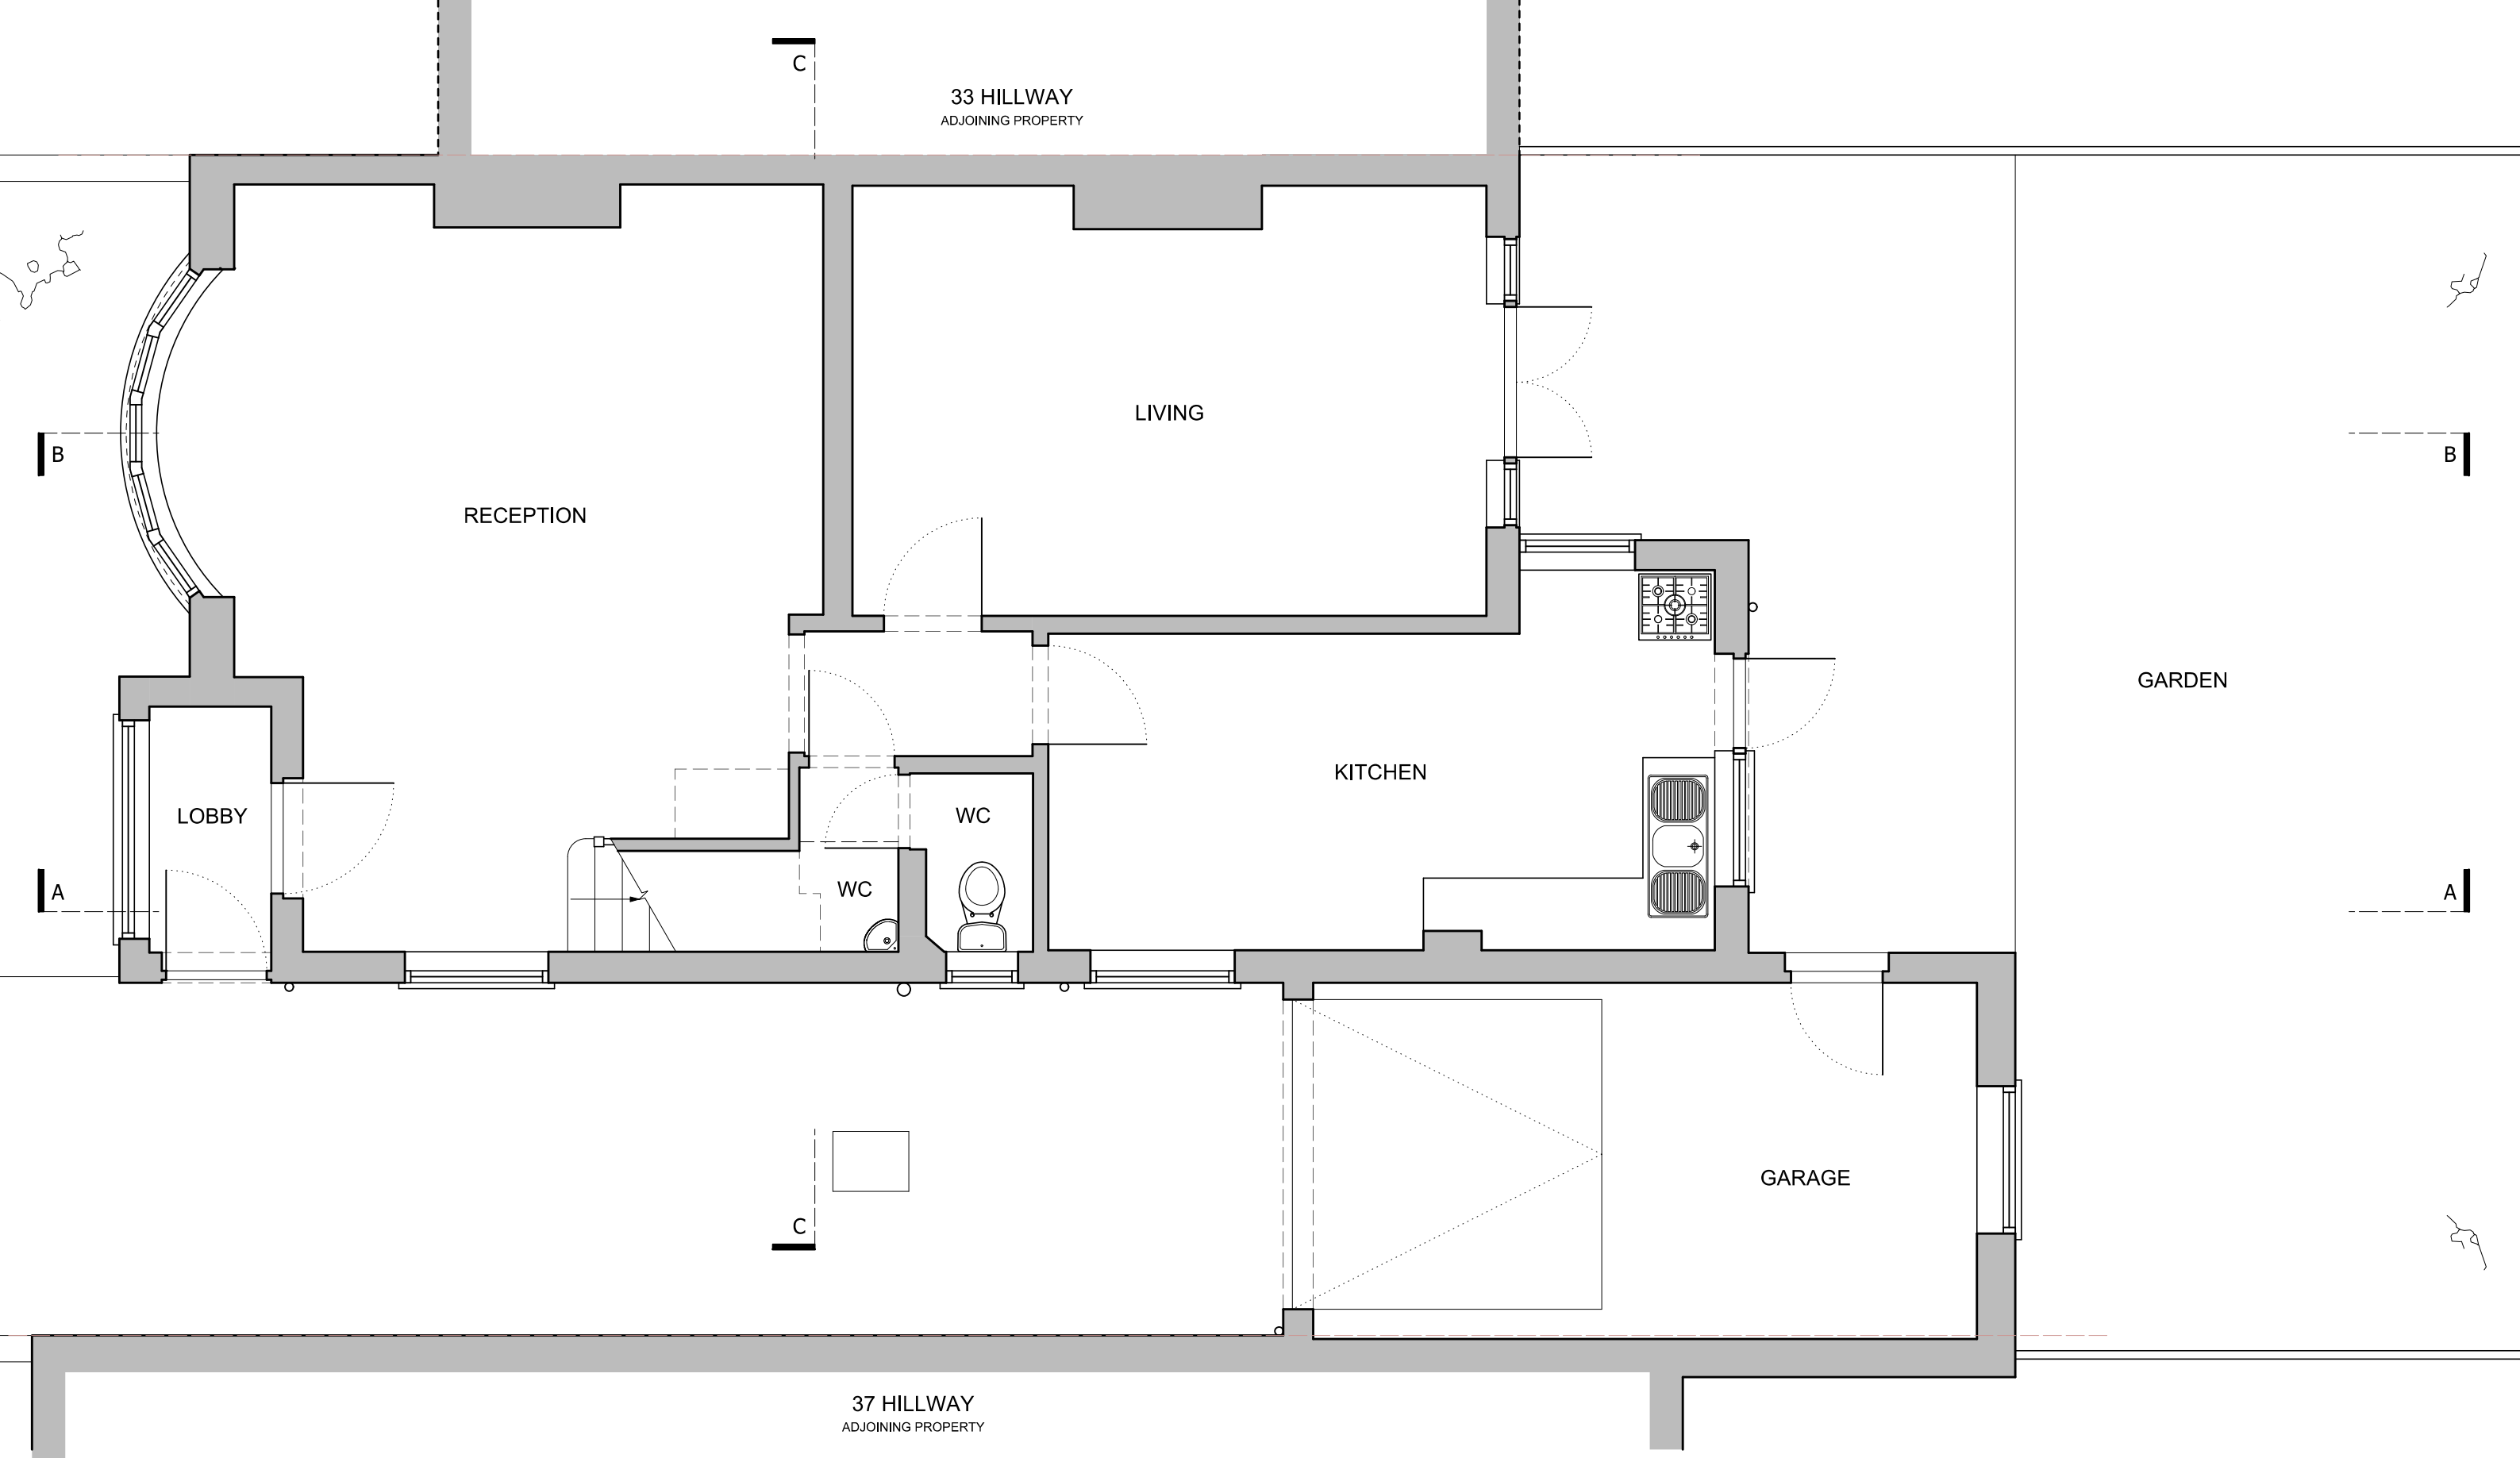 C
33 HILLWAY
ADJOINING PROPERTY
LIVING
B
B
RECEPTION
GARDEN
KITCHEN
LOBBY
WC
WC
A
A
GARAGE
C
37 HILLWAY
ADJOINING PROPERTY